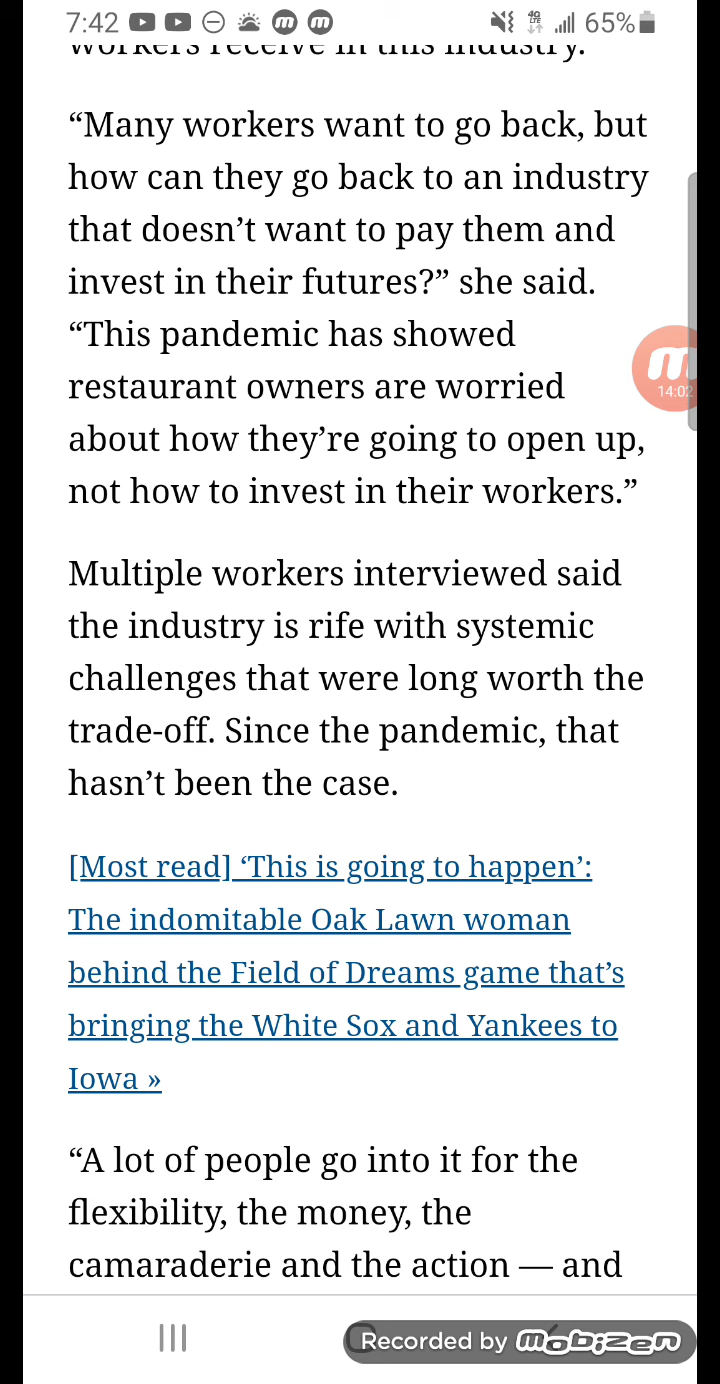 7:42 65%
workers receive in this industry.
“Many workers want to go back, but
how can they go back to an industry
that doesn’t want to pay them and
invest in their futures?” she said.
“This pandemic has showed
restaurant owners are worried
14:02
about how they’re going to open up,
not how to invest in their workers.”
Multiple workers interviewed said
the industry is rife with systemic
challenges that were long worth the
trade-off. Since the pandemic, that
hasn’t been the case.
[Most read] ‘This is going to happen’:
The indomitable Oak Lawn woman
behind the Field of Dreams game that’s
bringing the White Sox and Yankees to
Iowa »
“A lot of people go into it for the
flexibility, the money, the
camaraderie and the action — and
Recorded by mobizen